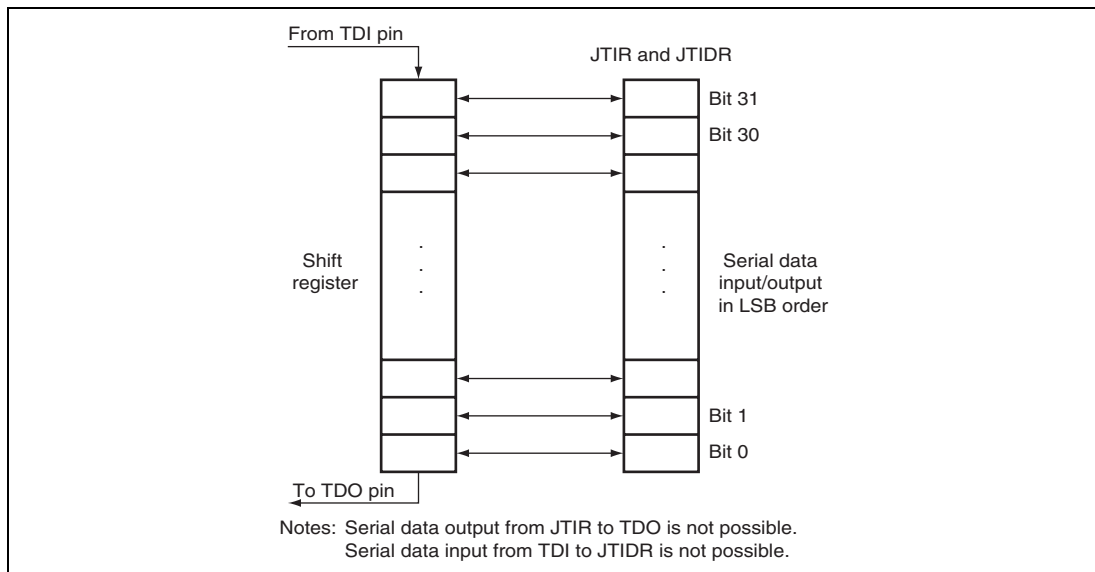 From TDI pin
JTIR and JTIDR
Bit 31
Bit 30
.
.
.
.
.
.
Shift
register
Serial data
input/output
in LSB order
Bit 1
Bit 0
To TDO pin
Notes: Serial data output from JTIR to TDO is not possible.
Serial data input from TDI to JTIDR is not possible.